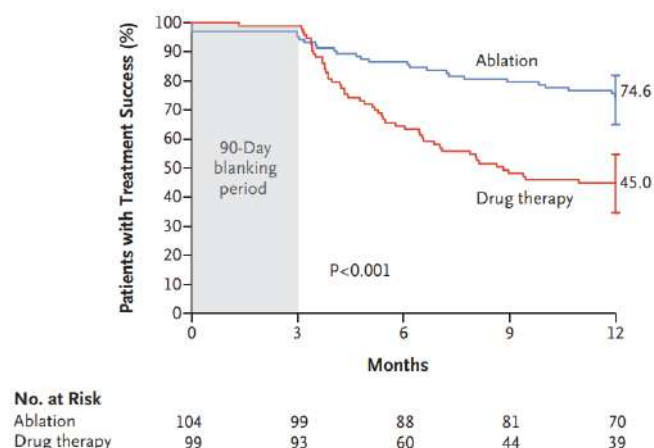 Patients with Treatment Success (%)
100
90
80
70
60
50
40
30
20
10
0
Ablation
74.6
90-Day
blanking
period
45.0
Drug therapy
P<0.001
0 3 6 9 12
Months
No. at Risk
Ablation 104 99 88 81 70
Drug therapy 99 93 60 44 39